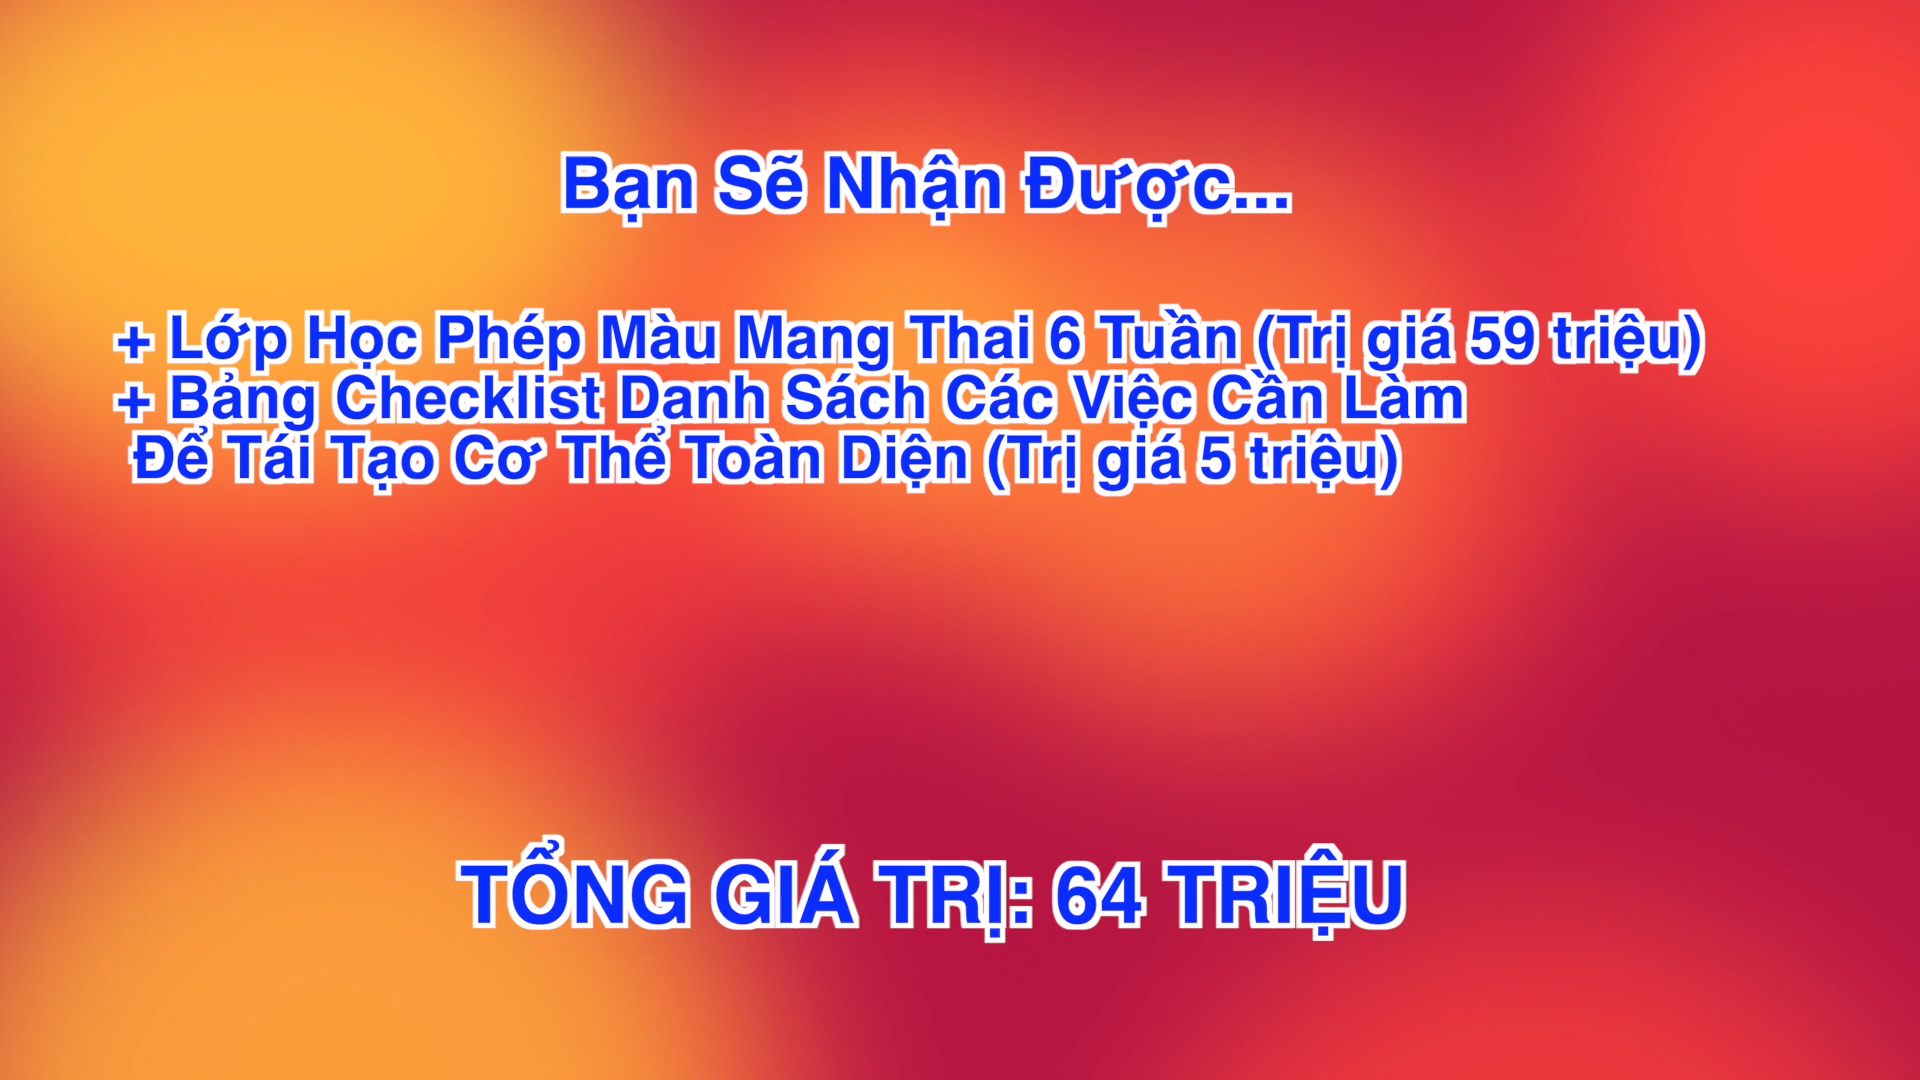 Bạn Sẽ Nhận Được...
+ Lớp Học Phép Màu Mang Thai 6 Tuần (Trị giá 59 triệu)
+ Bảng Checklist Danh Sách Các Việc Cần Làm
Để Tái Tạo Cơ Thể Toàn Diện (Trị giá 5 triệu)
TỔNG GIÁ TRỊ: 64 TRIỆU